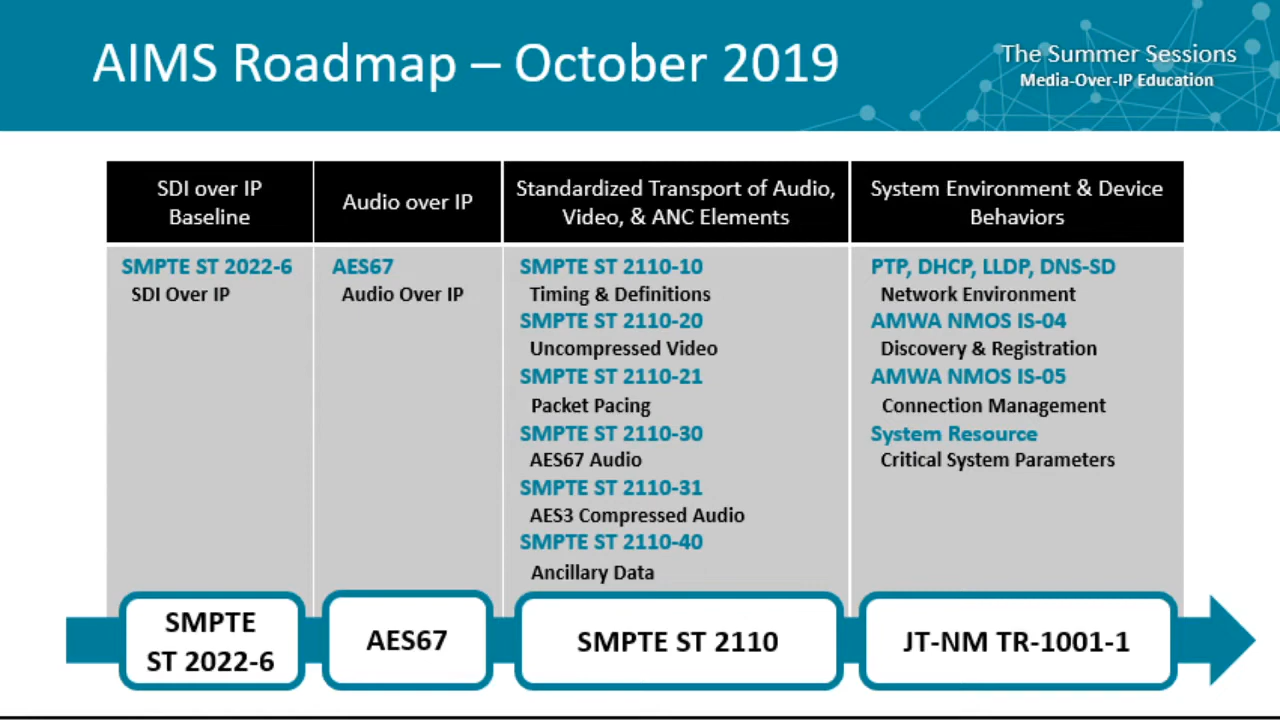 AIMS Roadmap – October 2019
The Summer Sessions
Media-Over-IP Education
SDI over IP
Baseline
Audio over IP
Standardized Transport of Audio,
Video, & ANC Elements
System Environment & Device
Behaviors
SMPTE ST 2022-6
SDI Over IP
AES67
Audio Over IP
SMPTE ST 2110-10
Timing & Definitions
SMPTE ST 2110-20
Uncompressed Video
SMPTE ST 2110-21
Packet Pacing
SMPTE ST 2110-30
AES67 Audio
SMPTE ST 2110-31
AES3 Compressed Audio
SMPTE ST 2110-40
Ancillary Data
PTP, DHCP, LLDP, DNS-SD
Network Environment
AMWA NMOS IS-04
Discovery & Registration
AMWA NMOS IS-05
Connection Management
System Resource
Critical System Parameters
SMPTE
ST 2022-6
AES67
SMPTE ST 2110
JT-NM TR-1001-1